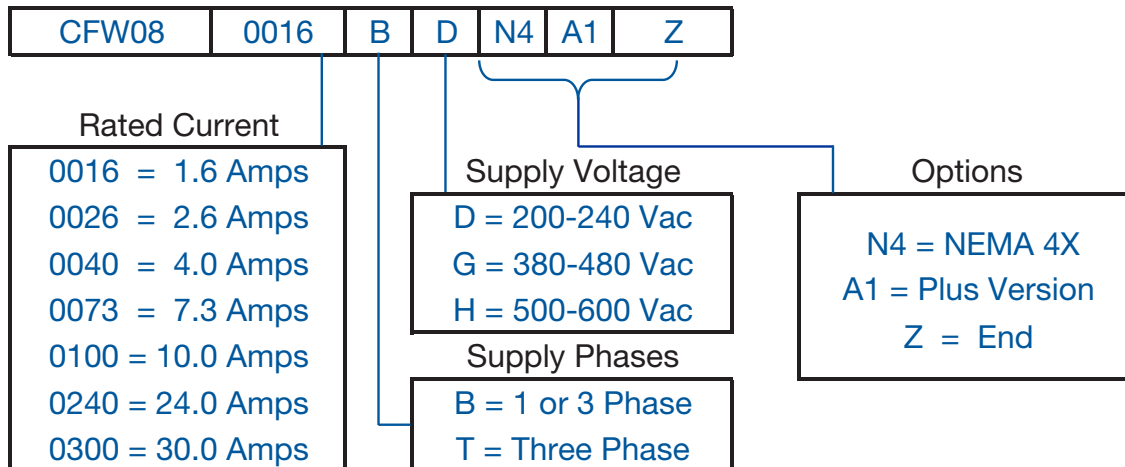 CFW08 0016 B D N4 A1 Z
Rated Current
0016 = 1.6 Amps
0026 = 2.6 Amps
0040 = 4.0 Amps
0073 = 7.3 Amps
0100 = 10.0 Amps
0240 = 24.0 Amps
0300 = 30.0 Amps
Supply Voltage
D = 200-240 Vac
G = 380-480 Vac
H = 500-600 Vac
Supply Phases
B = 1 or 3 Phase
T = Three Phase
Options
N4 = NEMA 4X
A1 = Plus Version
Z = End